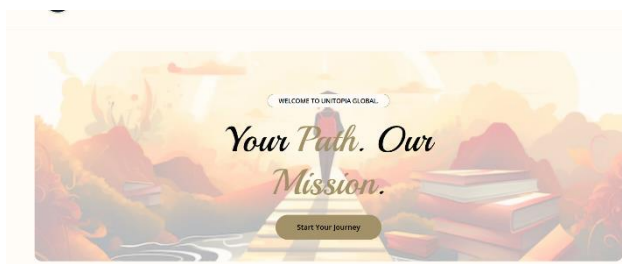 WELCOME TO UNITOPIA GLOBAL.
Your Path. Our
Mission.
Start Your Journey